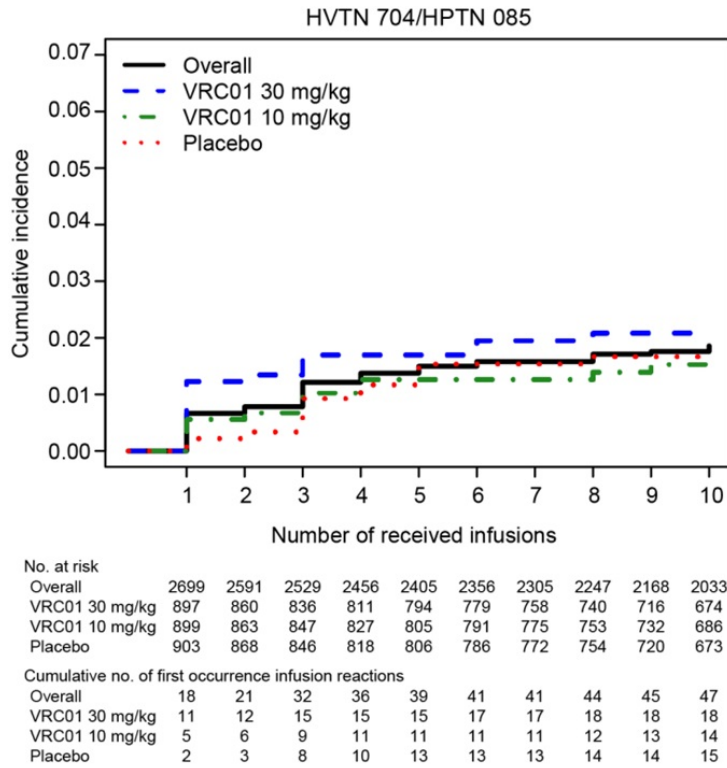 HVTN 704/HPTN 085
0.07
0.06
0.05
0.04
0.03
0.02
0.01
0.00
Cumulative incidence
Overall
VRC01 30 mg/kg
VRC01 10 mg/kg
Placebo
1 2 3 4 5 6 7 8 9 10
Number of received infusions
No. at risk
Overall 2699 2591 2529 2456 2405 2356 2305 2247 2168 2033
VRC01 30 mg/kg 897 860 836 811 794 779 758 740 716 674
VRC01 10 mg/kg 899 863 847 827 805 791 775 753 732 686
Placebo 903 868 846 818 806 786 772 754 720 673
Cumulative no. of first occurrence infusion reactions
Overall 18 21 32 36 39 41 41 44 45 47
VRC01 30 mg/kg 11 12 15 15 15 17 17 18 18 18
VRC01 10 mg/kg 5 6 9 11 11 11 11 12 13 14
Placebo 2 3 8 10 13 13 13 14 14 15